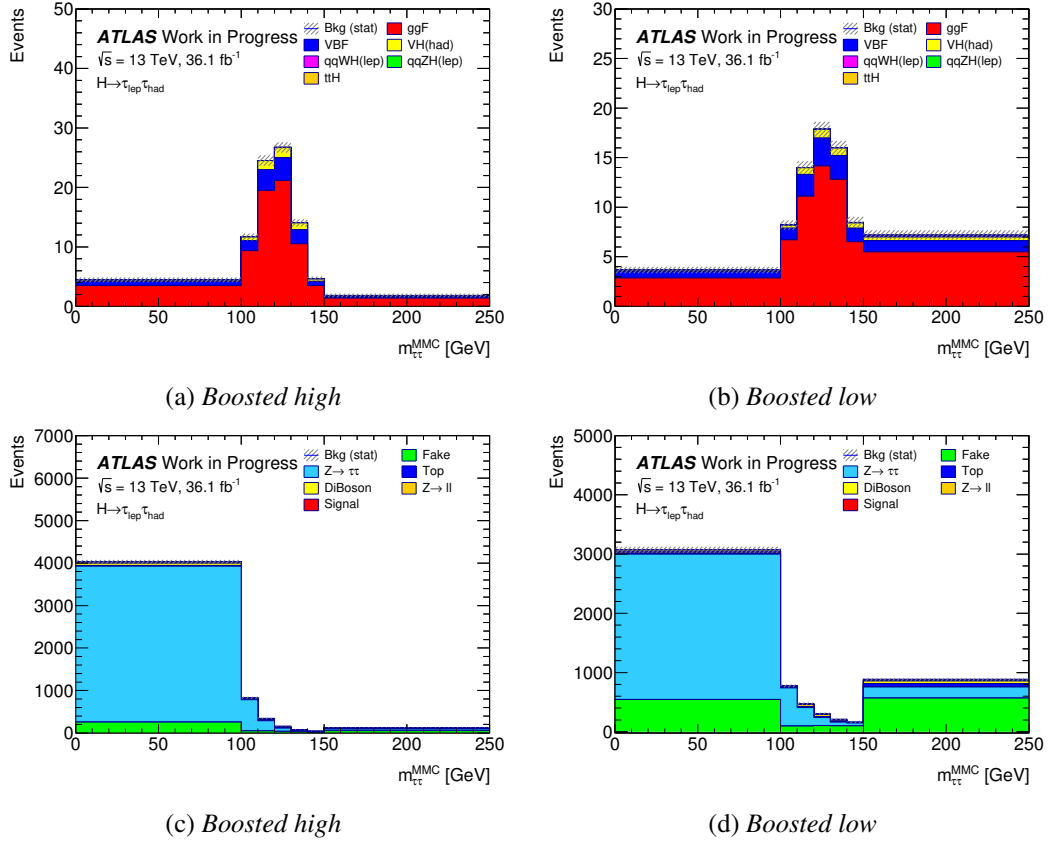 Events
50
40
30
20
10
0
ATLAS Work in Progress
√s = 13 TeV, 36.1 fb⁻¹
H→τlepτhad
Bkg (stat)
ggF
VBF
VH(had)
qqWH(lep)
qqZH(lep)
ttH
0 50 100 150 200 250
m_ττ^MMC [GeV]
(a) Boosted high
Events
30
25
20
15
10
5
0
ATLAS Work in Progress
√s = 13 TeV, 36.1 fb⁻¹
H→τlepτhad
Bkg (stat)
ggF
VBF
VH(had)
qqWH(lep)
qqZH(lep)
ttH
0 50 100 150 200 250
m_ττ^MMC [GeV]
(b) Boosted low
Events
7000
6000
5000
4000
3000
2000
1000
0
ATLAS Work in Progress
√s = 13 TeV, 36.1 fb⁻¹
H→τlepτhad
Bkg (stat)
Fake
Z→ ττ
Top
DiBoson
Z→ ll
Signal
0 50 100 150 200 250
m_ττ^MMC [GeV]
(c) Boosted high
Events
5000
4000
3000
2000
1000
0
ATLAS Work in Progress
√s = 13 TeV, 36.1 fb⁻¹
H→τlepτhad
Bkg (stat)
Fake
Z→ ττ
Top
DiBoson
Z→ ll
Signal
0 50 100 150 200 250
m_ττ^MMC [GeV]
(d) Boosted low